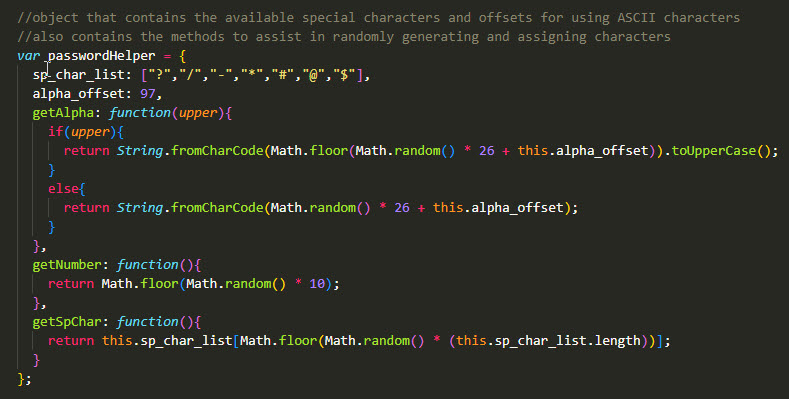 //object that contains the available special characters and offsets for using ASCII characters
//also contains the methods to assist in randomly generating and assigning characters
var passwordHelper = {
  sp_char_list: ["?","/","-","*","#","@","$"],
  alpha_offset: 97,
  getAlpha: function(upper){
    if(upper){
      return String.fromCharCode(Math.floor(Math.random() * 26 + this.alpha_offset)).toUpperCase();
    }
    else{
      return String.fromCharCode(Math.random() * 26 + this.alpha_offset);
    }
  },
  getNumber: function(){
    return Math.floor(Math.random() * 10);
  },
  getSpChar: function(){
    return this.sp_char_list[Math.floor(Math.random() * (this.sp_char_list.length))];
  }
};